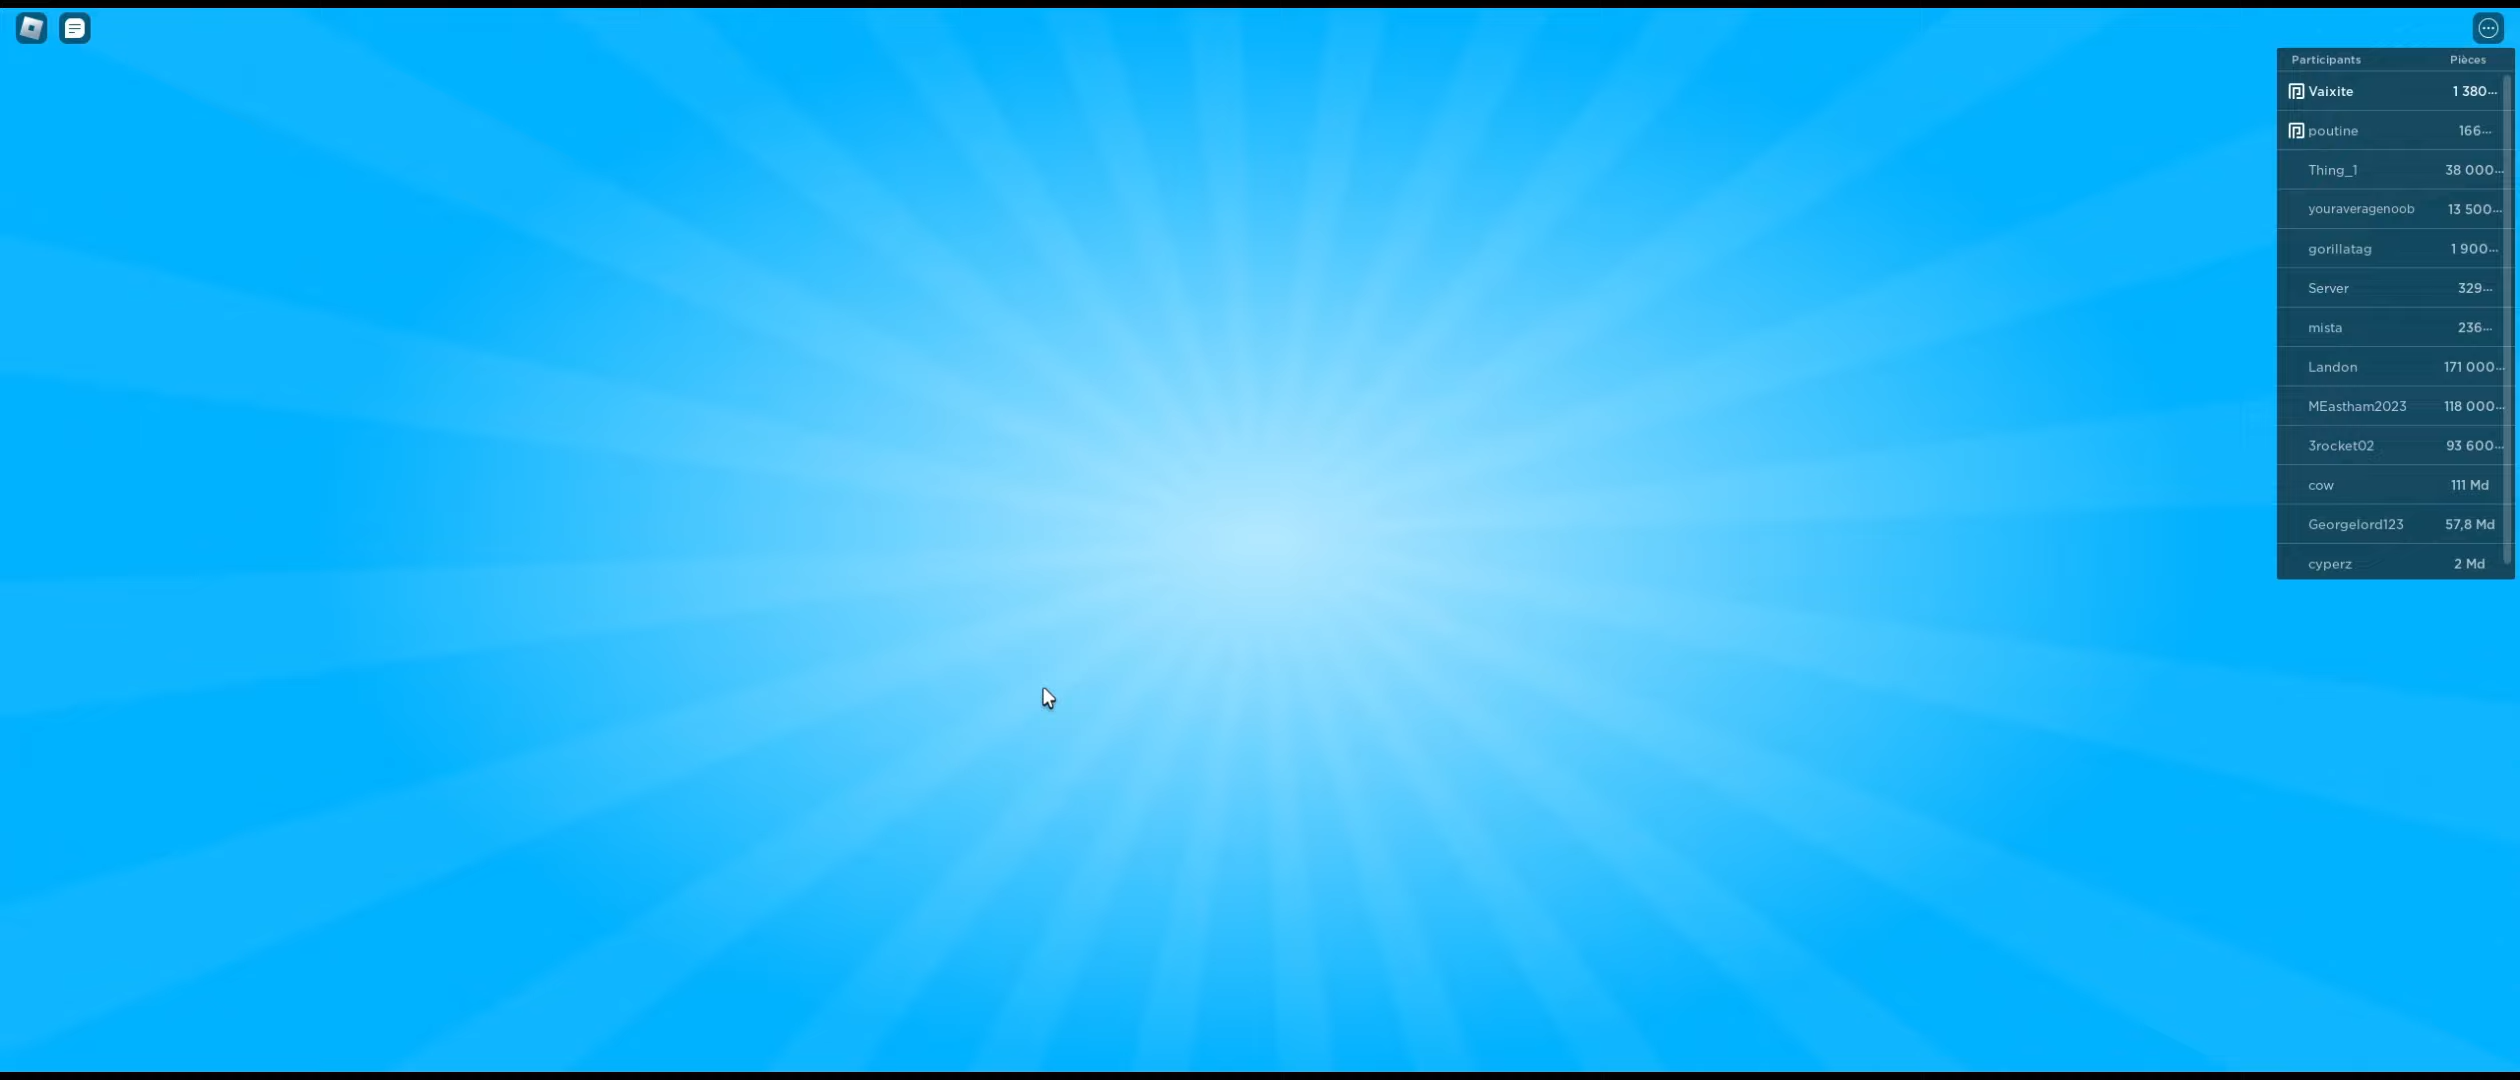 Participants Pièces
Vaixite 1 380...
poutine 166...
Thing_1 38 000...
youraveragenoob 13 500...
gorillatag 1 900...
Server 329...
mista 236...
Landon 171 000...
MEastham2023 118 000...
3rocket02 93 600...
cow 111 Md
Georgelord123 57,8 Md
cyperz 2 Md